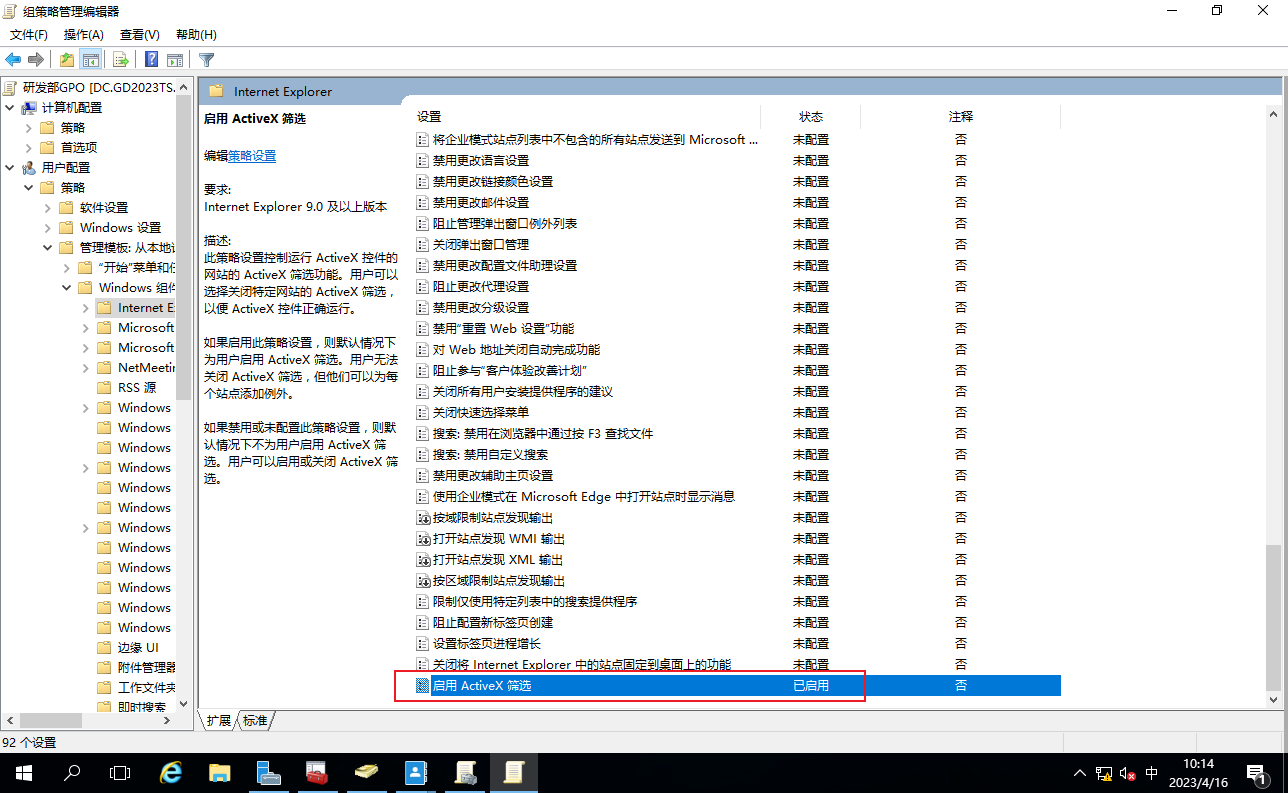 组策略管理编辑器
文件(F) 操作(A) 查看(V) 帮助(H)
研发部GPO [DC.GD2023TS.
计算机配置
策略
首选项
用户配置
策略
软件设置
Windows 设置
管理模板: 从本地计
"开始"菜单和任
Windows 组件
Internet E
Microsoft
Microsoft
NetMeetin
RSS 源
Windows
Windows
Windows
Windows
Windows
Windows
Windows
Windows
Windows
Windows
Windows
Windows
边缘 UI
附件管理器
工作文件夹
即时搜索
Internet Explorer
启用 ActiveX 筛选
编辑策略设置
要求:
Internet Explorer 9.0 及以上版本
描述:
此策略设置控制运行 ActiveX 控件的
网站的 ActiveX 筛选功能。用户可以
选择关闭特定网站的 ActiveX 筛选，
以便 ActiveX 控件正确运行。
如果启用此策略设置，则默认情况下
为用户启用 ActiveX 筛选。用户无法
关闭 ActiveX 筛选，但他们可以为每
个站点添加例外。
如果禁用或未配置此策略设置，则默
认情况下不为用户启用 ActiveX 筛
选。用户可以启用或关闭 ActiveX 筛
选。
设置 状态 注释
将企业模式站点列表中不包含的所有站点发送到 Microsoft ... 未配置 否
禁用更改语言设置 未配置 否
禁用更改链接颜色设置 未配置 否
禁用更改邮件设置 未配置 否
阻止管理弹出窗口例外列表 未配置 否
关闭弹出窗口管理 未配置 否
禁用更改配置文件助理设置 未配置 否
阻止更改代理设置 未配置 否
禁用更改分级设置 未配置 否
禁用"重置 Web 设置"功能 未配置 否
对 Web 地址关闭自动完成功能 未配置 否
阻止参与"客户体验改善计划" 未配置 否
关闭所有用户安装提供程序的建议 未配置 否
关闭快速选择菜单 未配置 否
搜索: 禁用在浏览器中通过按 F3 查找文件 未配置 否
搜索: 禁用自定义搜索 未配置 否
禁用更改辅助主页设置 未配置 否
使用企业模式在 Microsoft Edge 中打开站点时显示消息 未配置 否
按域限制站点发现输出 未配置 否
打开站点发现 WMI 输出 未配置 否
打开站点发现 XML 输出 未配置 否
按区域限制站点发现输出 未配置 否
限制仅使用特定列表中的搜索提供程序 未配置 否
阻止配置新标签页创建 未配置 否
设置标签页进程增长 未配置 否
关闭将 Internet Explorer 中的站点固定到桌面上的功能 未配置 否
启用 ActiveX 筛选 已启用 否
扩展 标准
92 个设置
中
10:14
2023/4/16
1